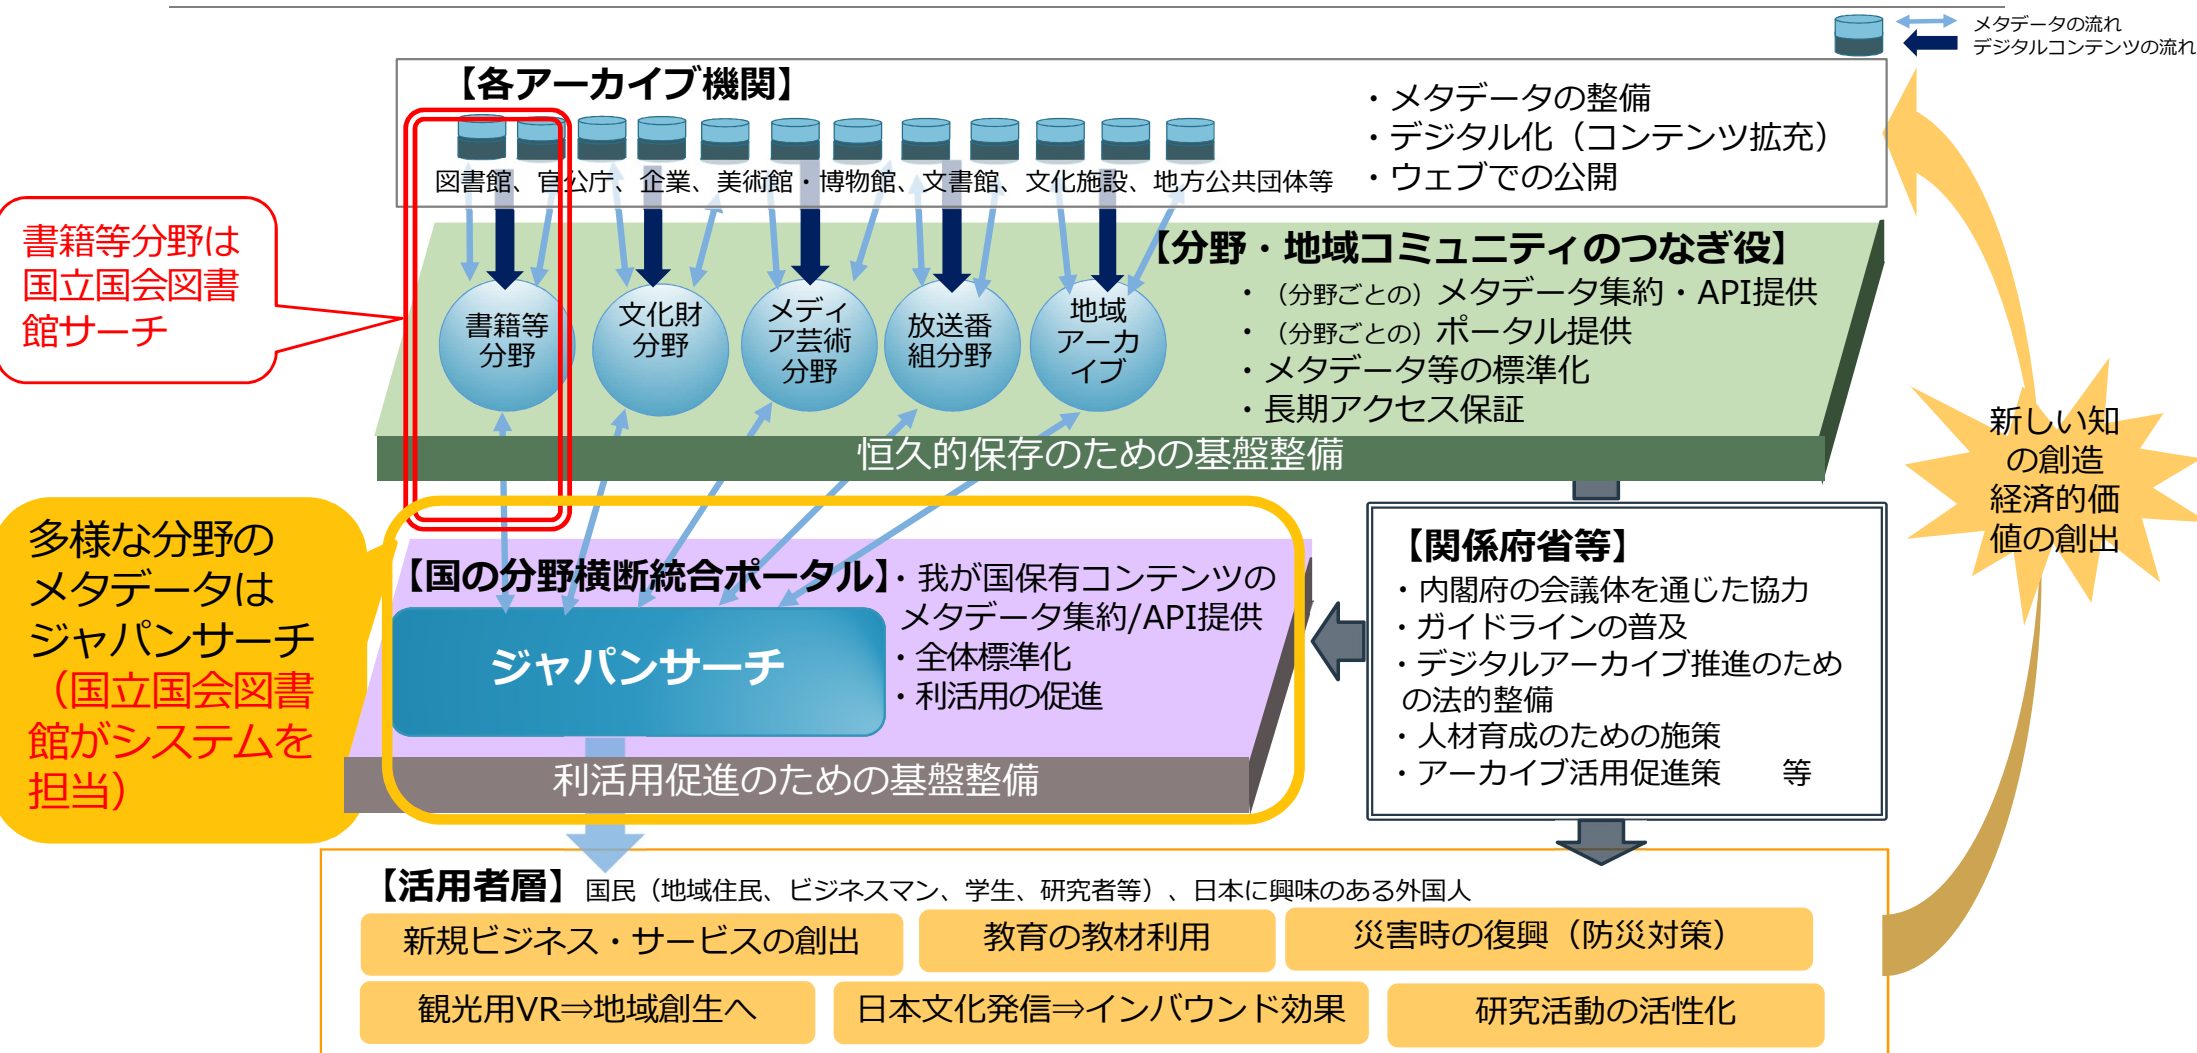 メタデータの流れ
デジタルコンテンツの流れ
【各アーカイブ機関】
・メタデータの整備
・デジタル化（コンテンツ拡充）
・ウェブでの公開
図書館、官公庁、企業、美術館・博物館、文書館、文化施設、地方公共団体等
書籍等分野は
国立国会図書
館サーチ
【分野・地域コミュニティのつなぎ役】
・（分野ごとの）メタデータ集約・API提供
・（分野ごとの）ポータル提供
・メタデータ等の標準化
・長期アクセス保証
書籍等
分野
文化財
分野
メディ
ア芸術
分野
放送番
組分野
地域
アーカ
イブ
恒久的保存のための基盤整備
新しい知
の創造
経済的価
値の創出
多様な分野の
メタデータは
ジャパンサーチ
（国立国会図書
館がシステムを
担当）
【国の分野横断統合ポータル】
・我が国保有コンテンツの
メタデータ集約/API提供
・全体標準化
・利活用の促進
ジャパンサーチ
利活用促進のための基盤整備
【関係府省等】
・内閣府の会議体を通じた協力
・ガイドラインの普及
・デジタルアーカイブ推進のため
の法的整備
・人材育成のための施策
・アーカイブ活用促進策　　等
【活用者層】国民（地域住民、ビジネスマン、学生、研究者等）、日本に興味のある外国人
新規ビジネス・サービスの創出
教育の教材利用
災害時の復興（防災対策）
観光用VR⇒地域創生へ
日本文化発信⇒インバウンド効果
研究活動の活性化